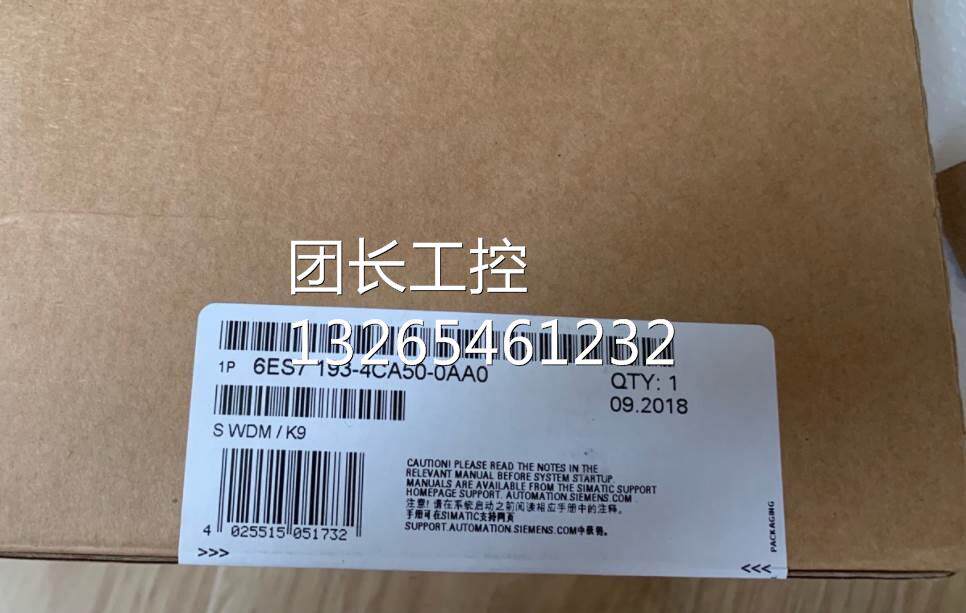 团长工控
13265461232
1P 6ES7 193-4CA50-0AA0
QTY: 1
09.2018
S WDM / K9
CAUTION! PLEASE READ THE NOTES IN THE
RELEVANT MANUAL BEFORE SYSTEM STARTUP.
MANUALS ARE AVAILABLE FROM THE SIMATIC SUPPORT
HOMEPAGE SUPPORT. AUTOMATION.SIEMENS.COM
注意! 请在系统启动之前阅读相应手册中的注释。
手册可在SIMATIC支持网页
SUPPORT.AUTOMATION.SIEMENS.COM中获得。
4 025515 051732
>>>
<<<
PACKAGING